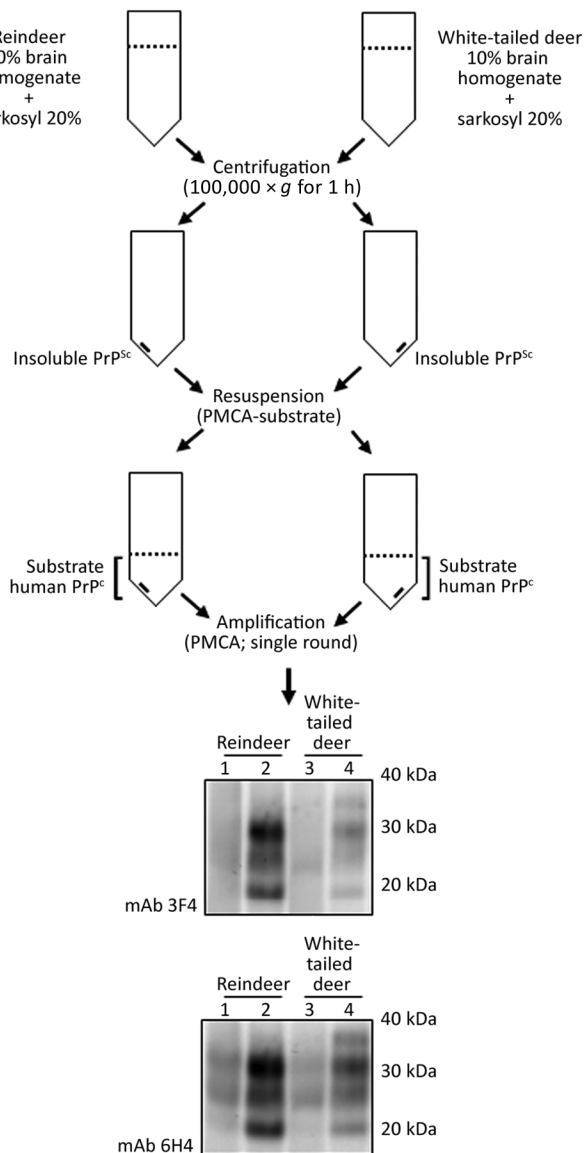 Reindeer
0% brain
mogenate
+
rkosyl 20%
White-tailed deer
10% brain
homogenate
+
sarkosyl 20%
Centrifugation
(100,000 × g for 1 h)
Insoluble PrPSc
Insoluble PrPSc
Resuspension
(PMCA-substrate)
Substrate
human PrPc
Substrate
human PrPc
Amplification
(PMCA; single round)
White-
tailed
Reindeer deer
1 2 3 4
40 kDa
30 kDa
20 kDa
mAb 3F4
White-
tailed
Reindeer deer
1 2 3 4
40 kDa
30 kDa
20 kDa
mAb 6H4